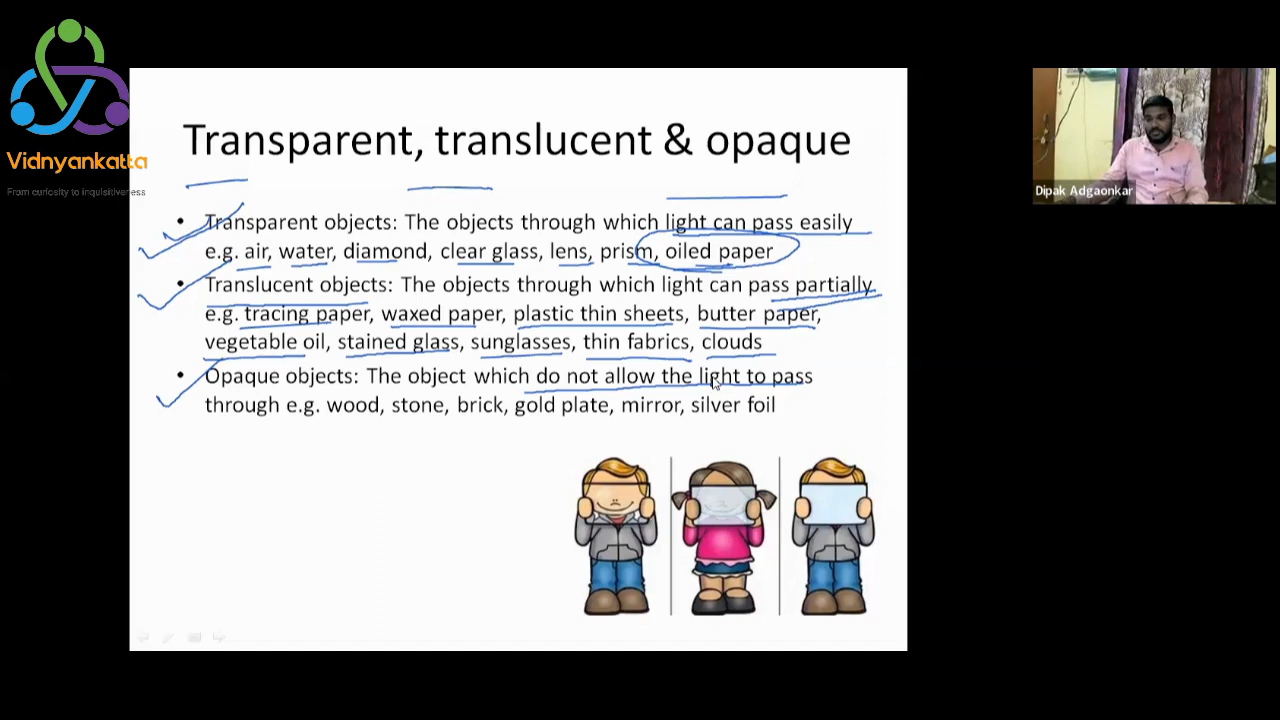 Vidnyankatta
From curiosity to inquisitiveness
Transparent, translucent & opaque
• Transparent objects: The objects through which light can pass easily
e.g. air, water, diamond, clear glass, lens, prism, oiled paper
• Translucent objects: The objects through which light can pass partially
e.g. tracing paper, waxed paper, plastic thin sheets, butter paper,
vegetable oil, stained glass, sunglasses, thin fabrics, clouds
• Opaque objects: The object which do not allow the light to pass
through e.g. wood, stone, brick, gold plate, mirror, silver foil
Dipak Adgaonkar